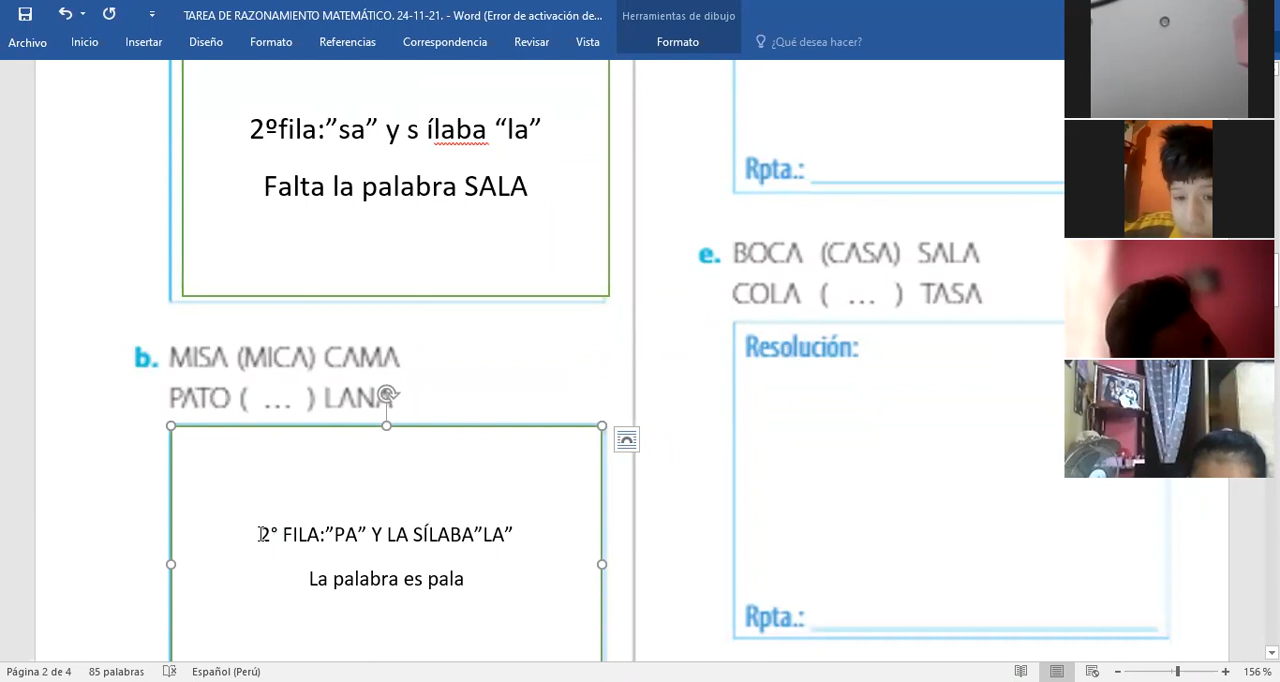 TAREA DE RAZONAMIENTO MATEMÁTICO. 24-11-21. - Word (Error de activación de...
Herramientas de dibujo
Archivo Inicio Insertar Diseño Formato Referencias Correspondencia Revisar Vista Formato ¿Qué desea hacer?
2ºfila:”sa” y s ílaba “la”
Falta la palabra SALA
b. MISA (MICA) CAMA
PATO ( ... ) LANA
2° FILA:”PA” Y LA SÍLABA”LA”
La palabra es pala
Rpta.:
e. BOCA (CASA) SALA
COLA ( ... ) TASA
Resolución:
Rpta.:
Página 2 de 4 85 palabras Español (Perú) 156 %